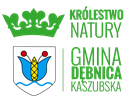 KRÓLESTWO
NATURY
GMINA
DĘBNICA
KASZUBSKA